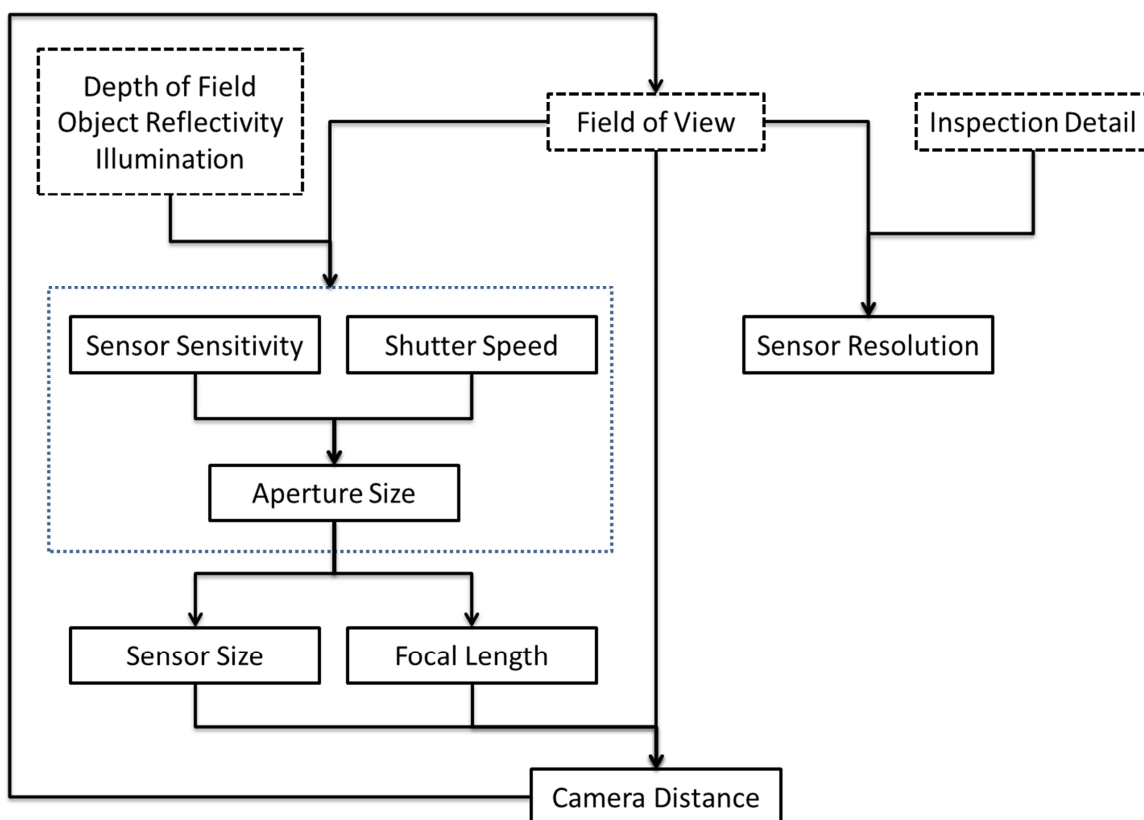 Depth of Field
Object Reflectivity
Illumination
Field of View
Inspection Detail
Sensor Sensitivity
Shutter Speed
Sensor Resolution
Aperture Size
Sensor Size
Focal Length
Camera Distance